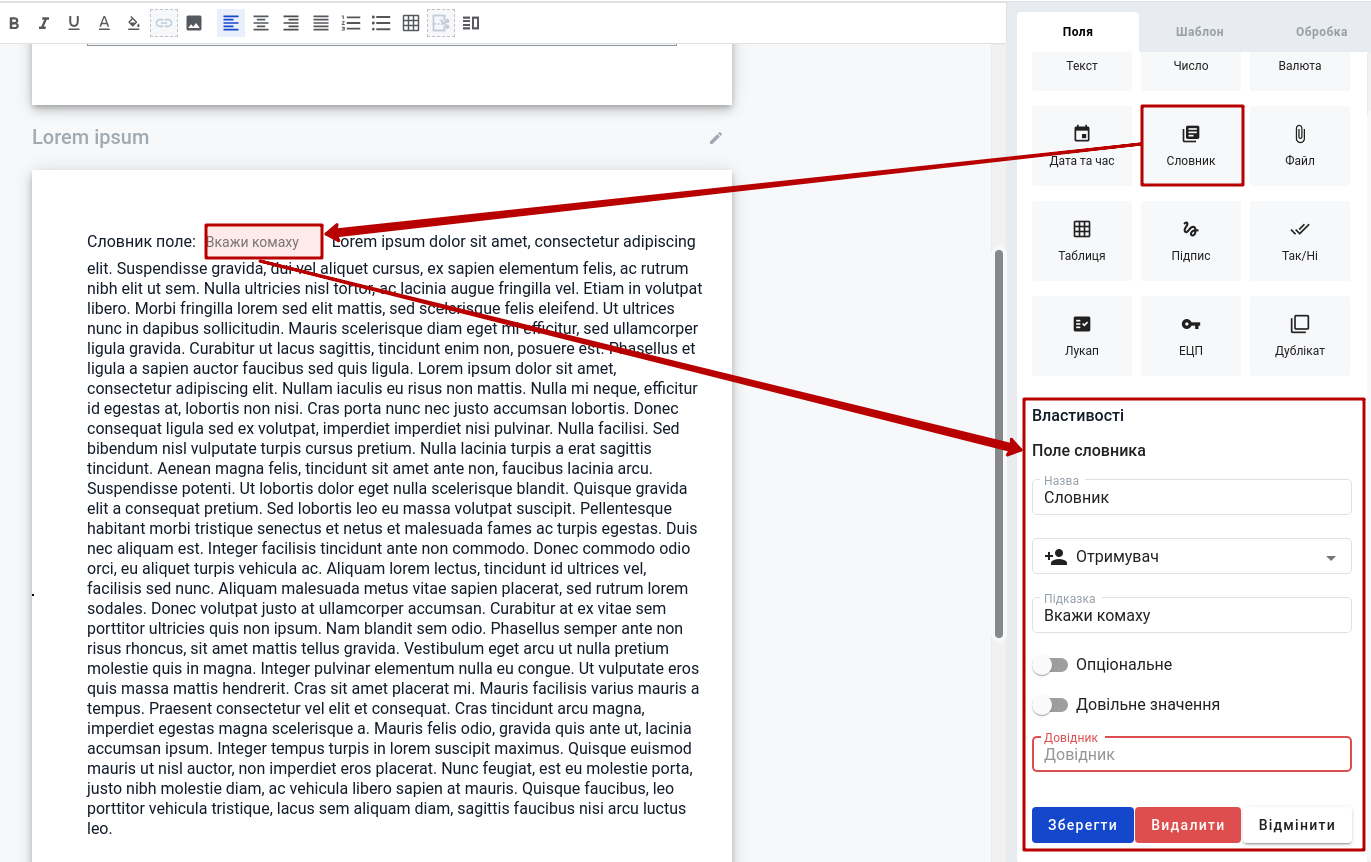 B I U A
Поля Шаблон Обробка
Текст Число Валюта
Lorem ipsum
Дата та час Словник Файл
Таблиця Підпис Так/Ні
Лукап ЕЦП Дублікат
Словник поле: Вкажи комаху Lorem ipsum dolor sit amet, consectetur adipiscing
elit. Suspendisse gravida, dui vel aliquet cursus, ex sapien elementum felis, ac rutrum
nibh elit ut sem. Nulla ultricies nisl tortor, ac lacinia augue fringilla vel. Etiam in volutpat
libero. Morbi fringilla lorem sed elit mattis, sed scelerisque felis eleifend. Ut ultrices
nunc in dapibus sollicitudin. Mauris scelerisque diam eget mi efficitur, sed ullamcorper
ligula gravida. Curabitur ut lacus sagittis, tincidunt enim non, posuere est. Phasellus et
ligula a sapien auctor faucibus sed quis ligula. Lorem ipsum dolor sit amet,
consectetur adipiscing elit. Nullam iaculis eu risus non mattis. Nulla mi neque, efficitur
id egestas at, lobortis non nisi. Cras porta nunc nec justo accumsan lobortis. Donec
consequat ligula sed ex volutpat, imperdiet imperdiet nisi pulvinar. Nulla facilisi. Sed
bibendum nisl vulputate turpis cursus pretium. Nulla lacinia turpis a erat sagittis
tincidunt. Aenean magna felis, tincidunt sit amet ante non, faucibus lacinia arcu.
Suspendisse potenti. Ut lobortis dolor eget nulla scelerisque blandit. Quisque gravida
elit a consequat pretium. Sed lobortis leo eu massa volutpat suscipit. Pellentesque
habitant morbi tristique senectus et netus et malesuada fames ac turpis egestas. Duis
nec aliquam est. Integer facilisis tincidunt ante non commodo. Donec commodo odio
orci, eu aliquet turpis vehicula ac. Aliquam lorem lectus, tincidunt id ultrices vel,
facilisis sed nunc. Aliquam malesuada metus vitae sapien placerat, sed rutrum lorem
sodales. Donec volutpat justo at ullamcorper accumsan. Curabitur at ex vitae sem
porttitor ultricies quis non ipsum. Nam blandit sem odio. Phasellus semper ante non
risus rhoncus, sit amet mattis tellus gravida. Vestibulum eget arcu ut nulla pretium
molestie quis in magna. Integer pulvinar elementum nulla eu congue. Ut vulputate eros
quis massa mattis hendrerit. Cras sit amet placerat mi. Mauris facilisis varius mauris a
tempus. Praesent consectetur vel elit et consequat. Cras tincidunt arcu magna,
imperdiet egestas magna scelerisque a. Mauris felis odio, gravida quis ante ut, lacinia
accumsan ipsum. Integer tempus turpis in lorem suscipit maximus. Quisque euismod
mauris ut nisl auctor, non imperdiet eros placerat. Nunc feugiat, est eu molestie porta,
justo nibh molestie diam, ac vehicula libero sapien at mauris. Quisque faucibus, leo
porttitor vehicula tristique, lacus sem aliquam diam, sagittis faucibus nisi arcu luctus
leo.
Властивості
Поле словника
Назва
Словник
Отримувач
Підказка
Вкажи комаху
Опціональне
Довільне значення
Довідник
Довідник
Зберегти Видалити Відмінити